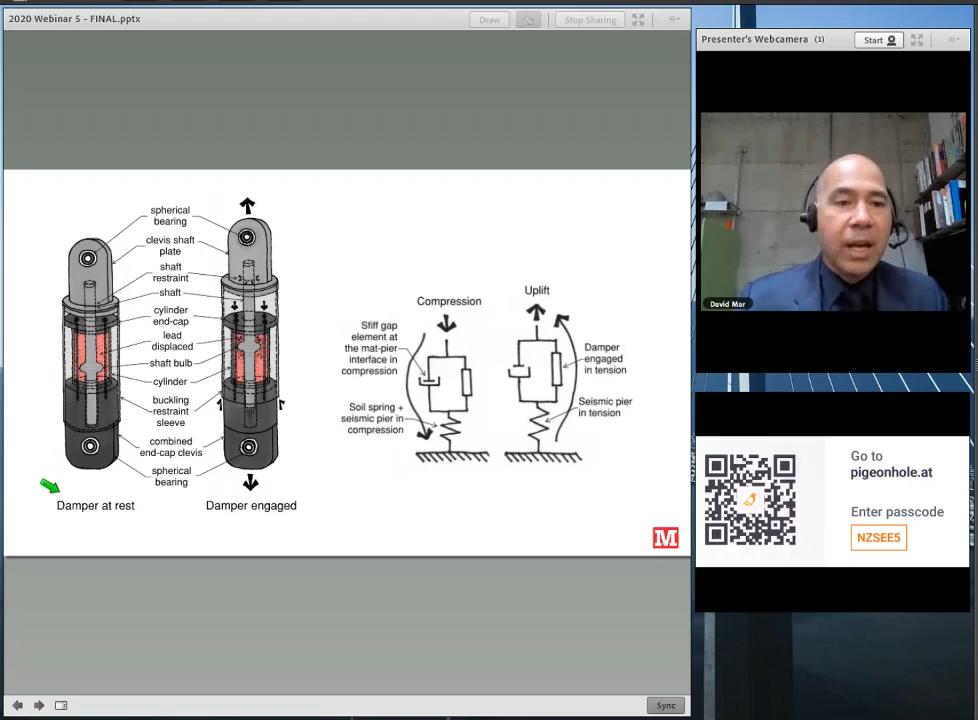 2020 Webinar 5 - FINAL.pptx
Draw
Stop Sharing
spherical
bearing
clevis shaft
plate
shaft
restraint
shaft
cylinder
end-cap
lead
displaced
shaft bulb
cylinder
buckling
restraint
sleeve
combined
end-cap clevis
spherical
bearing
Damper at rest
Damper engaged
Compression
Sfiff gap
element at
the mat-pier
interface in
compression
Soil spring +
seismic pier in
compression
Uplift
Damper
engaged
in tension
Seismic pier
in tension
M
Sync
Presenter's Webcamera (1)
Start
David Mar
Go to
pigeonhole.at
Enter passcode
NZSEE5